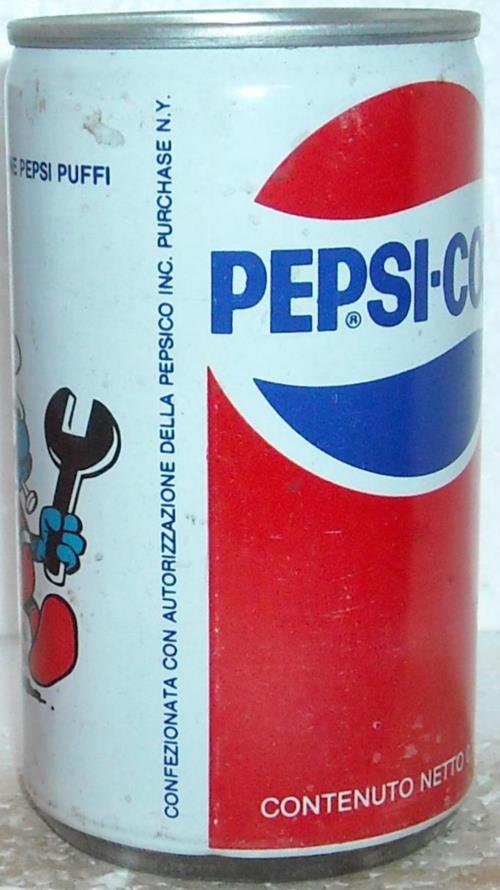 PEPSI PUFFI
CONFEZIONATA CON AUTORIZZAZIONE DELLA PEPSICO INC. PURCHASE N.Y.
PEPSI-CO
®
CONTENUTO NETTO